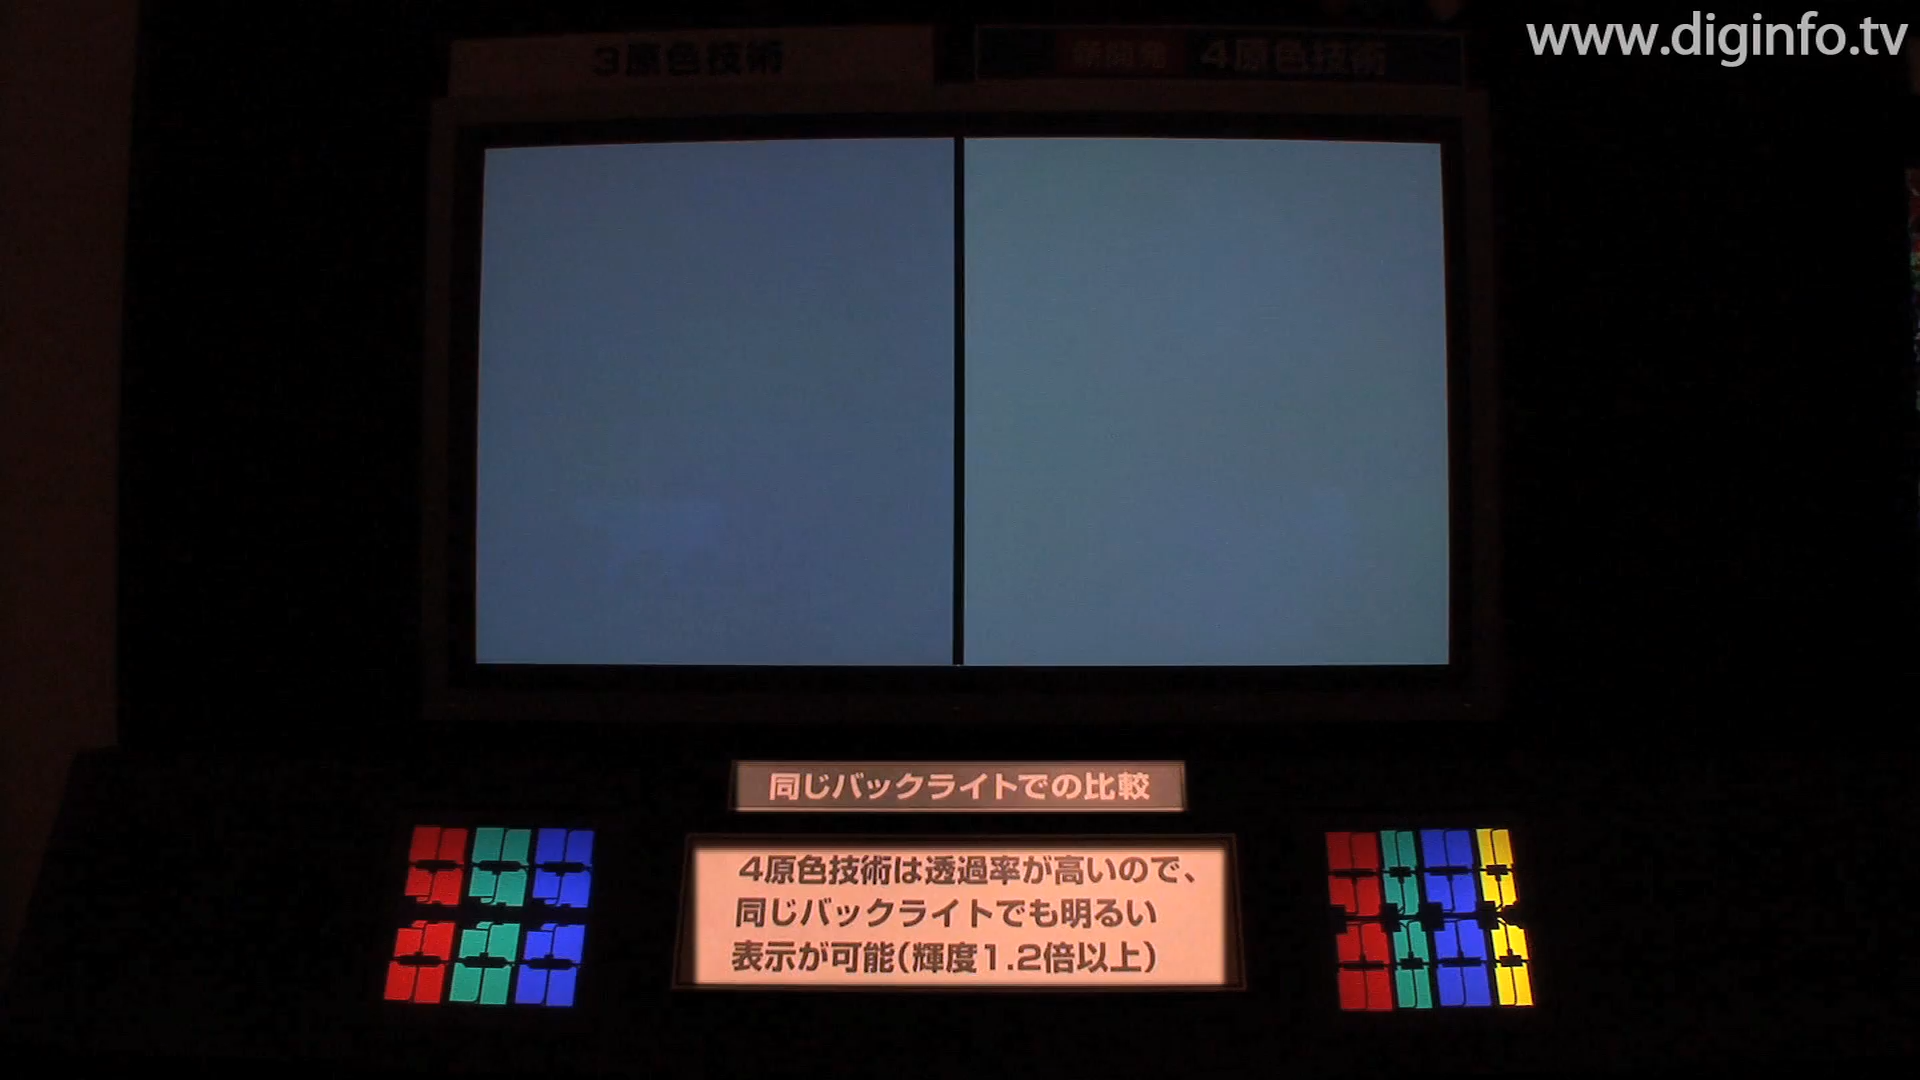 www.diginfo.tv
3原色技術
新開発 4原色技術
同じバックライトでの比較
4原色技術は透過率が高いので、
同じバックライトでも明るい
表示が可能(輝度1.2倍以上)